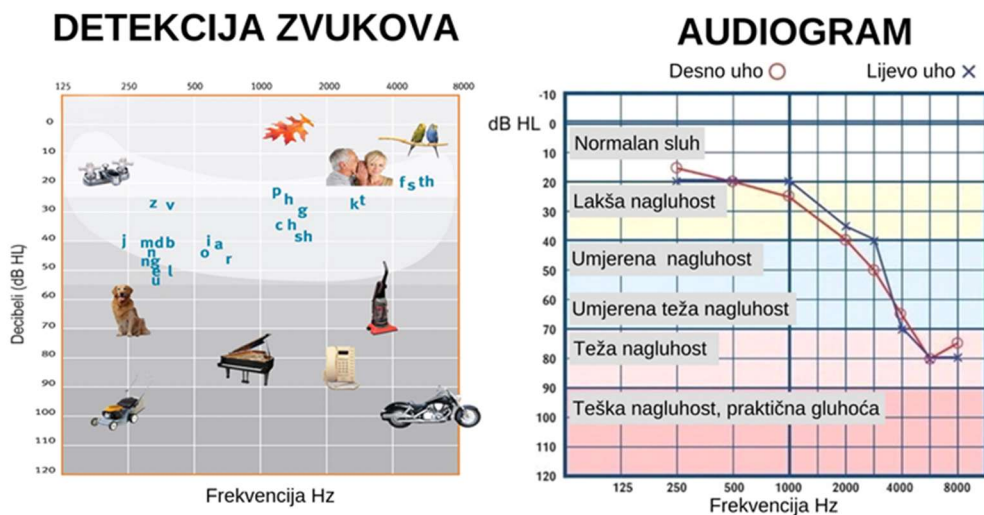 DETEKCIJA ZVUKOVA
125 250 500 1000 2000 4000 8000
0
10
20
30
40
50
60
70
80
90
100
110
120
Decibeli (dB HL)
z v
j
mdb
n
ng
e l
u
i a
o r
p
h
g
ch
sh
k t
f s th
Frekvencija Hz
AUDIOGRAM
Desno uho
Lijevo uho
dB HL
-10
0
10
20
30
40
50
60
70
80
90
100
110
120
Normalan sluh
Lakša nagluhost
Umjerena nagluhost
Umjerena teža nagluhost
Teža nagluhost
Teška nagluhost, praktična gluhoća
125 250 500 1000 2000 4000 8000
Frekvencija Hz